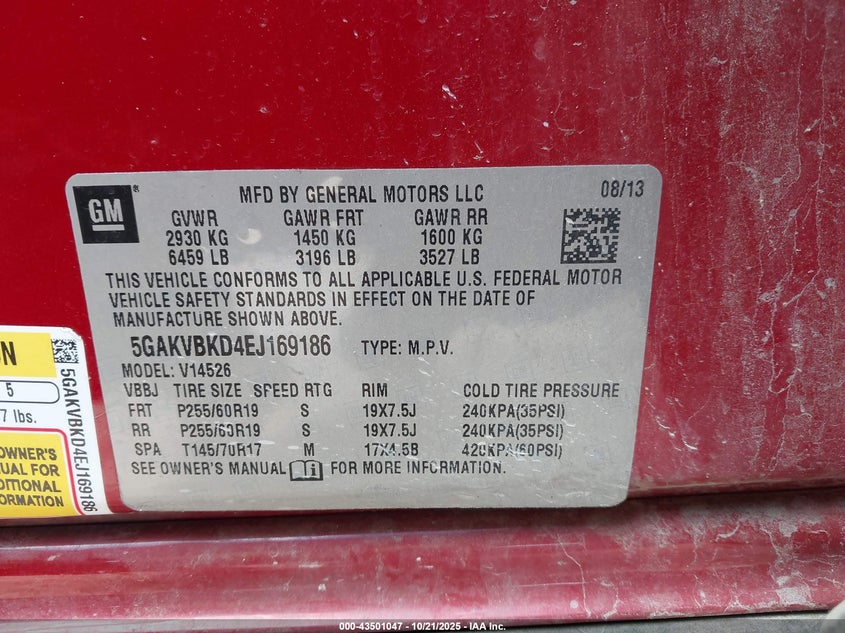 GM
MFD BY GENERAL MOTORS LLC 08/13
GVWR GAWR FRT GAWR RR
2930 KG 1450 KG 1600 KG
6459 LB 3196 LB 3527 LB
THIS VEHICLE CONFORMS TO ALL APPLICABLE U.S. FEDERAL MOTOR
VEHICLE SAFETY STANDARDS IN EFFECT ON THE DATE OF
MANUFACTURE SHOWN ABOVE.
5GAKVBKD4EJ169186 TYPE: M.P.V.
MODEL: V14526
VBBJ TIRE SIZE SPEED RTG RIM COLD TIRE PRESSURE
FRT P255/60R19 S 19X7.5J 240KPA(35PSI)
RR P255/60R19 S 19X7.5J 240KPA(35PSI)
SPA T145/70R17 M 17X4.5B 420KPA(60PSI)
SEE OWNER'S MANUAL FOR MORE INFORMATION.
5
7 lbs.
OWNER'S
MANUAL FOR
5GAKVBKD4EJ169186
000-43501047 - 10/21/2025 - IAA Inc.